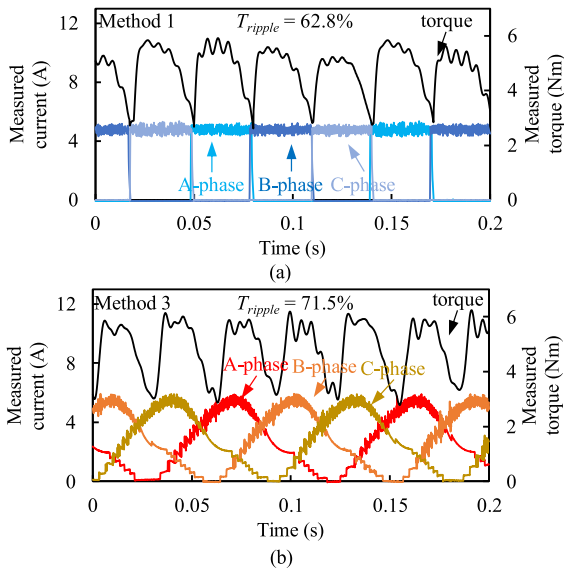 Method 1
T_ripple = 62.8%
torque
Measured current (A)
12
8
4
0
A-phase
B-phase
C-phase
Measured torque (Nm)
6
4
2
0
0
0.05
0.1
0.15
0.2
Time (s)
(a)
Method 3
T_ripple = 71.5%
torque
Measured current (A)
12
8
4
0
A-phase
B-phase
C-phase
Measured torque (Nm)
6
4
2
0
0
0.05
0.1
0.15
0.2
Time (s)
(b)